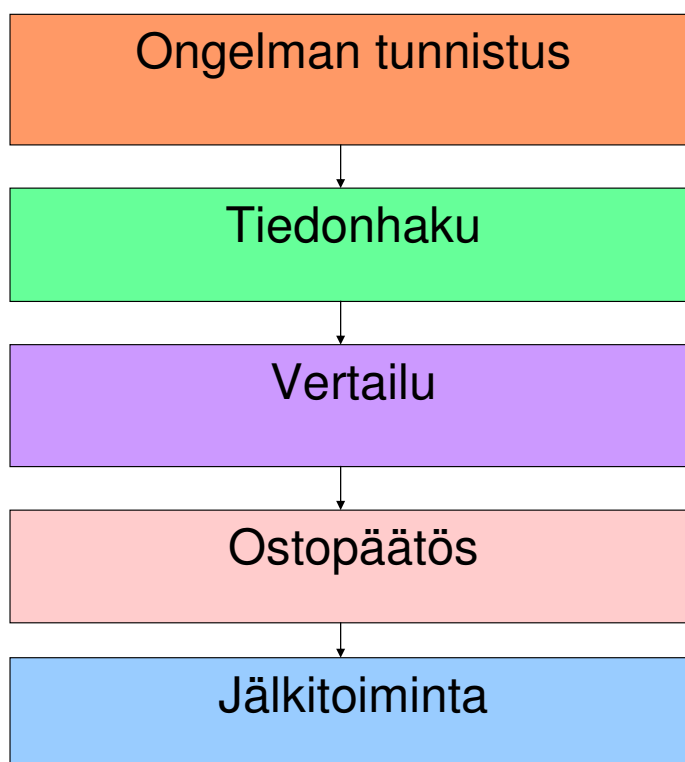 Ongelman tunnistus
Tiedonhaku
Vertailu
Ostopäätös
Jälkitoiminta